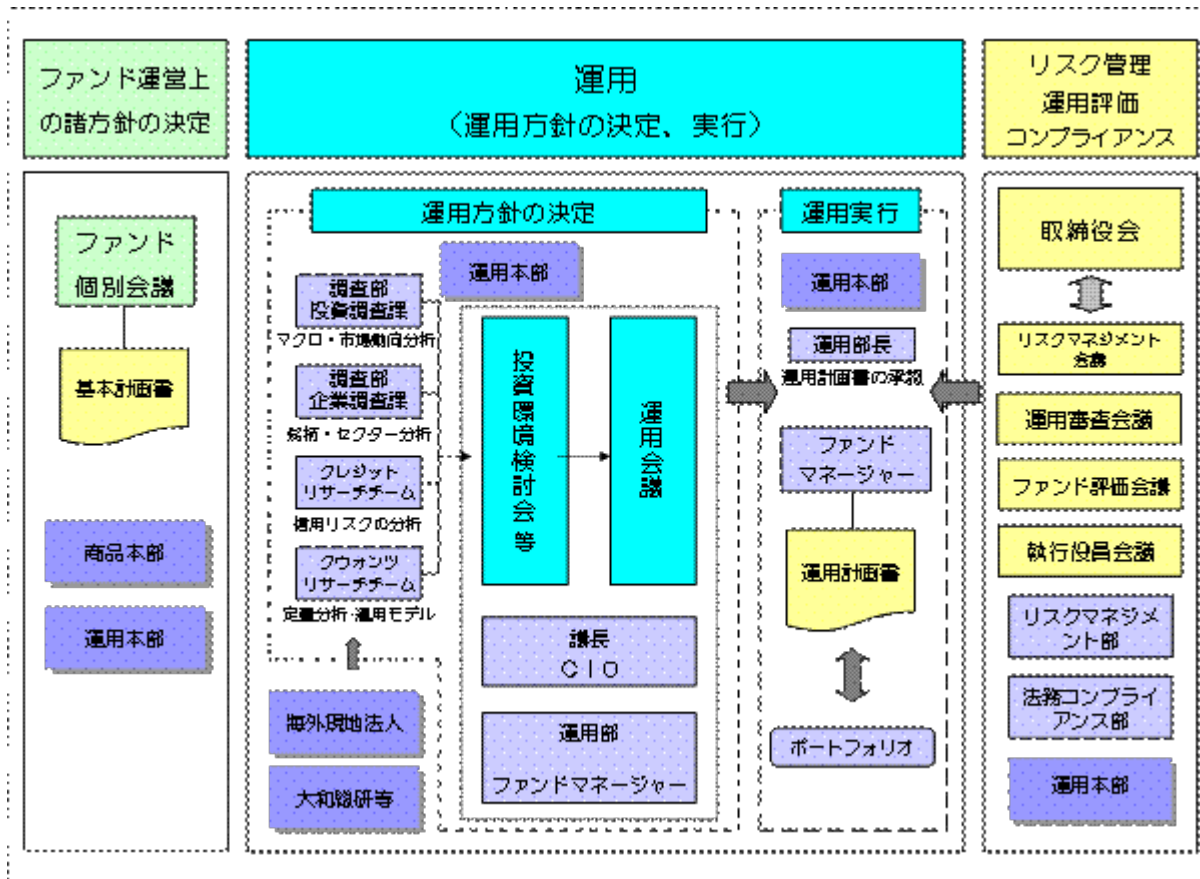 ファンド運営上
の諸方針の決定
運用
（運用方針の決定、実行）
リスク管理
運用評価
コンプライアンス
ファンド
個別会議
基本計画書
商品本部
運用本部
運用方針の決定
運用本部
調査部
投資調査課
マクロ・市場動向分析
調査部
企業調査課
銘柄・セクター分析
クレジット
リサーチチーム
信用リスクの分析
クウォンツ
リサーチチーム
定量分析・運用モデル
海外現地法人
大和総研等
投資環境検討会等
運用会議
議長
ＣＩＯ
運用部
ファンドマネージャー
運用実行
運用本部
運用部長
運用計画書の承認
ファンド
マネージャー
運用計画書
ポートフォリオ
取締役会
リスクマネジメント
会議
運用審査会議
ファンド評価会議
執行役員会議
リスクマネジメ
ント部
法務コンプライ
アンス部
運用本部